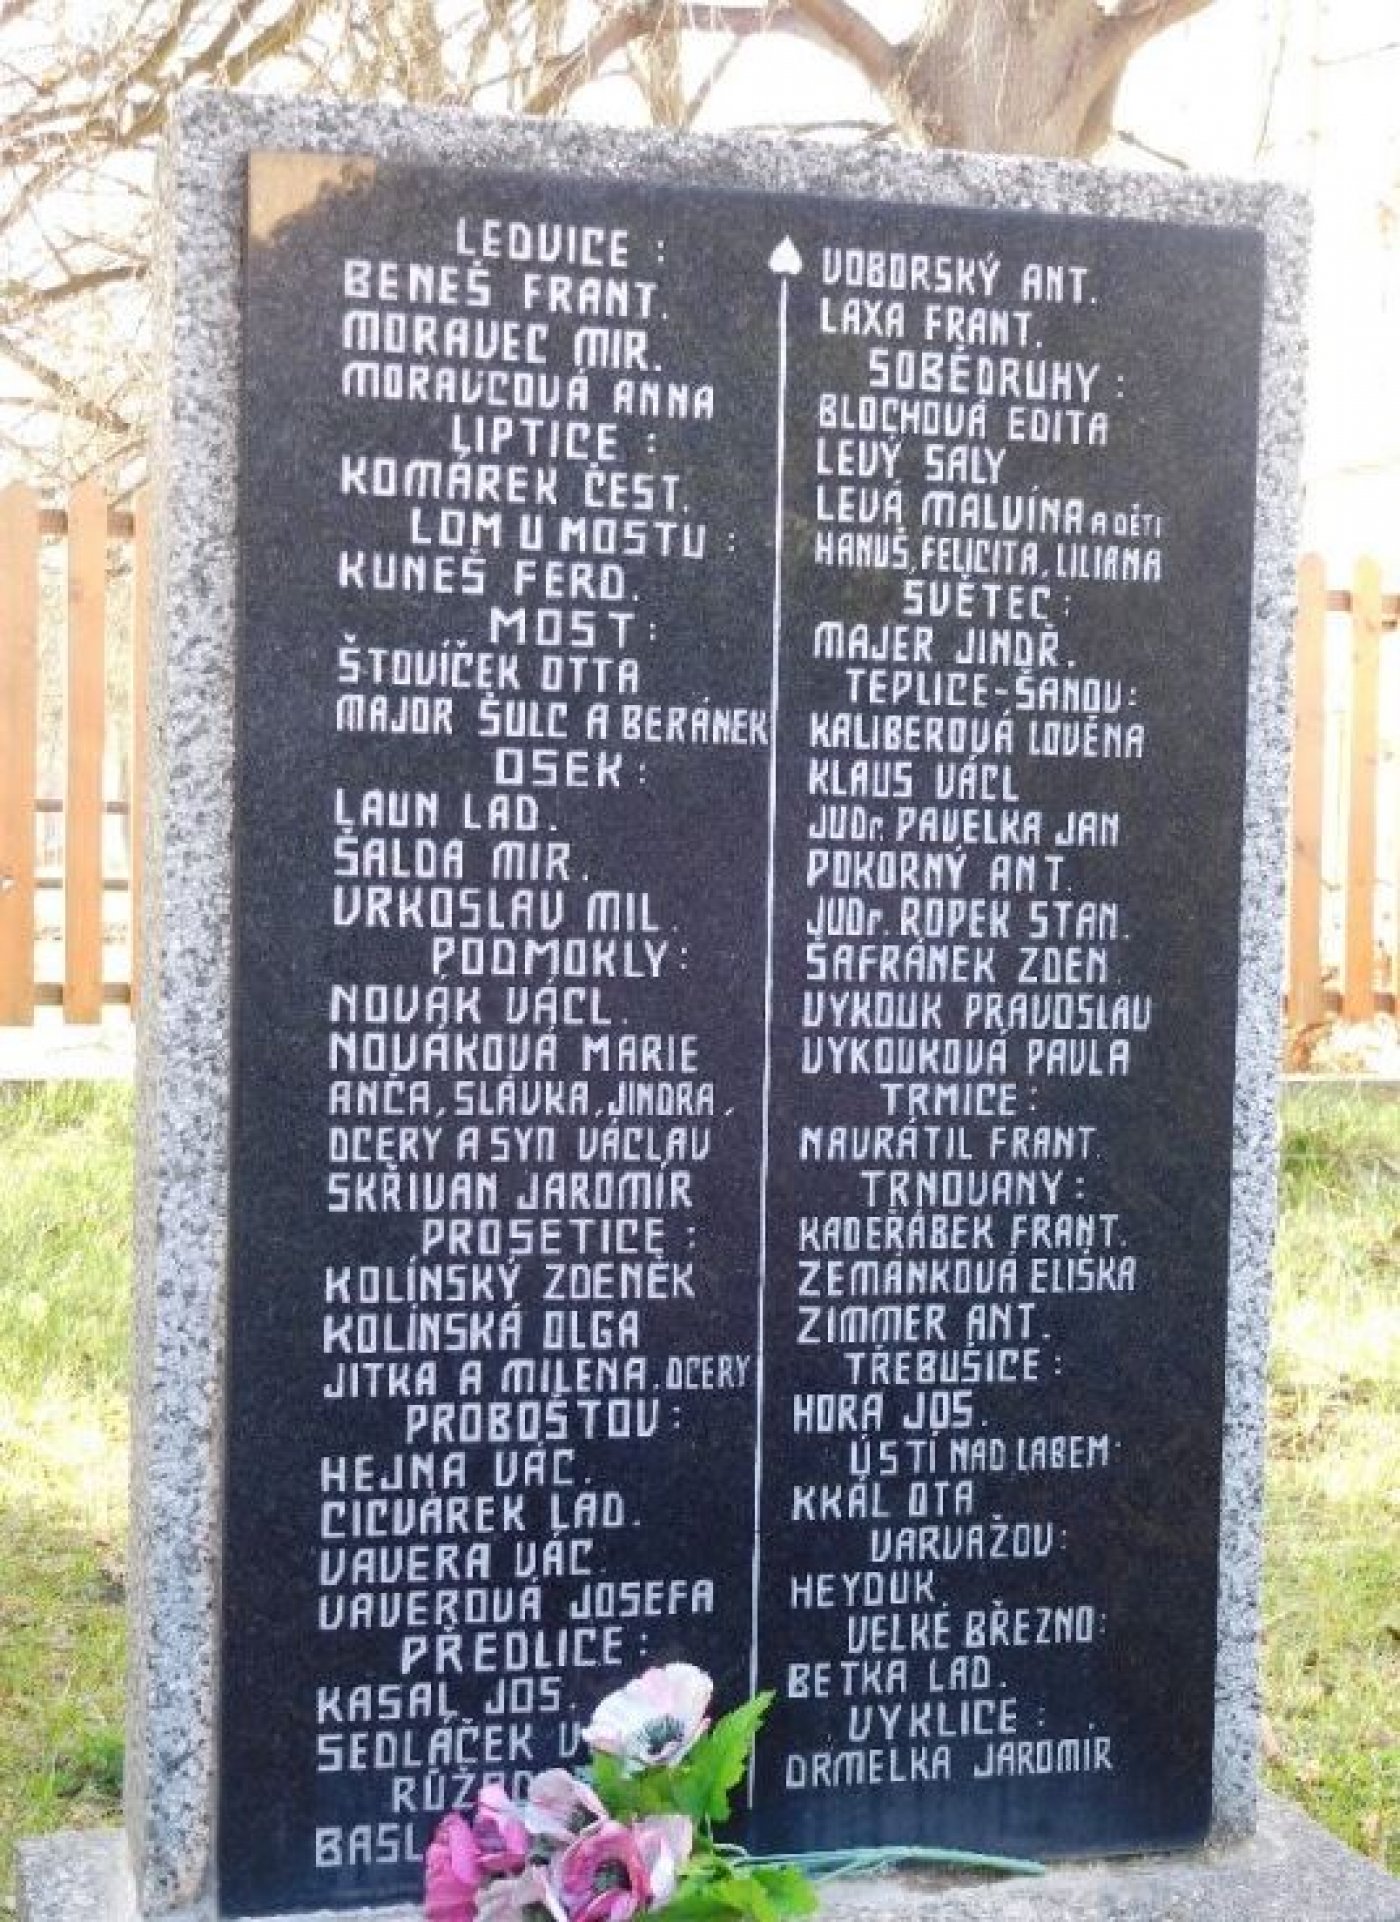 LEDVICE :
BENEŠ FRANT.
MORAVEC MIR.
MORAVCOVÁ ANNA
LIPTICE :
KOMÁREK ČEST.
LOM U MOSTU :
KUNEŠ FERD.
MOST :
ŠTOVÍČEK OTTA
MAJOR ŠULC A BERÁNEK
OSEK :
LAUN LAD.
ŠALDA MIR.
VRKOSLAV MIL.
PODMOKLY :
NOVÁK VÁCL.
NOVÁKOVÁ MARIE
ANČA, SLÁVKA, JINDRA,
DCERY A SYN VÁCLAV
SKŘIVAN JAROMÍR
PROSETICE :
KOLÍNSKÝ ZDENĚK
KOLÍNSKÁ OLGA
JITKA A MILENA, DCERY
PROBOŠTOV :
HEJNA VÁC.
CICVÁREK LAD.
VAVERA VÁC.
VAVEROVÁ JOSEFA
PŘEDLICE :
KASAL JOS.
SEDLÁČEK
VOBORSKÝ ANT.
LAXA FRANT.
SOBĚDRUHY :
BLOCHOVÁ EDITA
LEVÝ SALY
LEVÁ MALVÍNA A DĚTI
HANUŠ, FELICITA, LILIANA
SVĚTEC :
MAJER JINDŘ.
TEPLICE-ŠANOV :
KALIBEROVÁ LOVĚNA
KLAUS VÁCL
JUDr. PAVELKA JAN
POKORNÝ ANT.
JUDr. ROPEK STAN.
ŠAFRÁNEK ZDEN.
VYKOUK PRAVOSLAV
VYKOUKOVÁ PAVLA
TRMICE :
NAVRÁTIL FRANT.
TRNOVANY :
KADEŘÁBEK FRANT.
ZEMÁNKOVÁ ELIŠKA
ZIMMER ANT.
TŘEBUŠICE :
HORA JOS.
ÚSTÍ NAD LABEM :
KKÁL OTA
VARVAŽOV :
HEYDUK.
VELKÉ BŘEZNO :
BETKA LAD.
VYKLICE :
DRMELKA JAROMIR